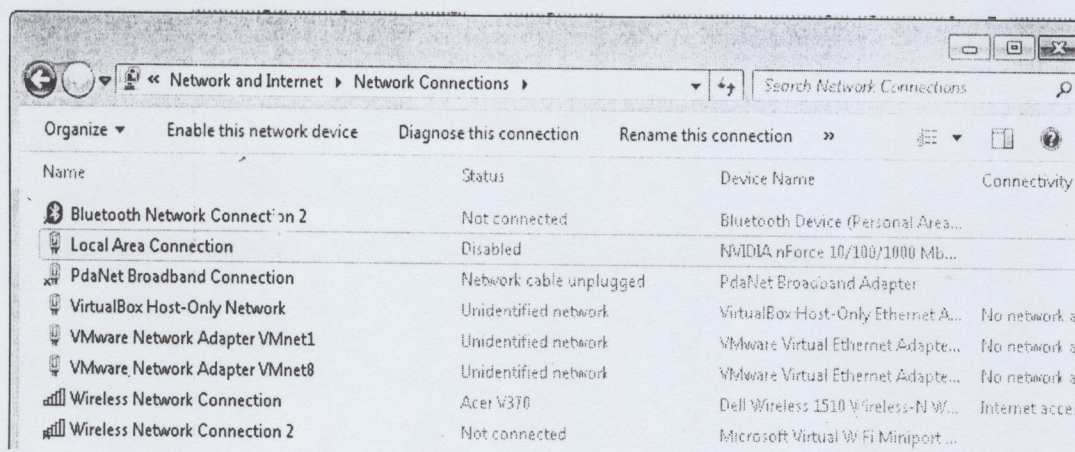 « Network and Internet ▸ Network Connections ▸ Search Network Connections
Organize ▾ Enable this network device Diagnose this connection Rename this connection »
Name Status Device Name Connectivity
Bluetooth Network Connection 2 Not connected Bluetooth Device (Personal Area...
Local Area Connection Disabled NVIDIA nForce 10/100/1000 Mb...
PdaNet Broadband Connection Network cable unplugged PdaNet Broadband Adapter
VirtualBox Host-Only Network Unidentified network VirtualBox Host-Only Ethernet A... No network a
VMware Network Adapter VMnet1 Unidentified network VMware Virtual Ethernet Adapte... No network a
VMware Network Adapter VMnet8 Unidentified network VMware Virtual Ethernet Adapte... No network a
Wireless Network Connection Acer V370 Dell Wireless 1510 Wireless-N W... Internet acce
Wireless Network Connection 2 Not connected Microsoft Virtual WiFi Miniport ...